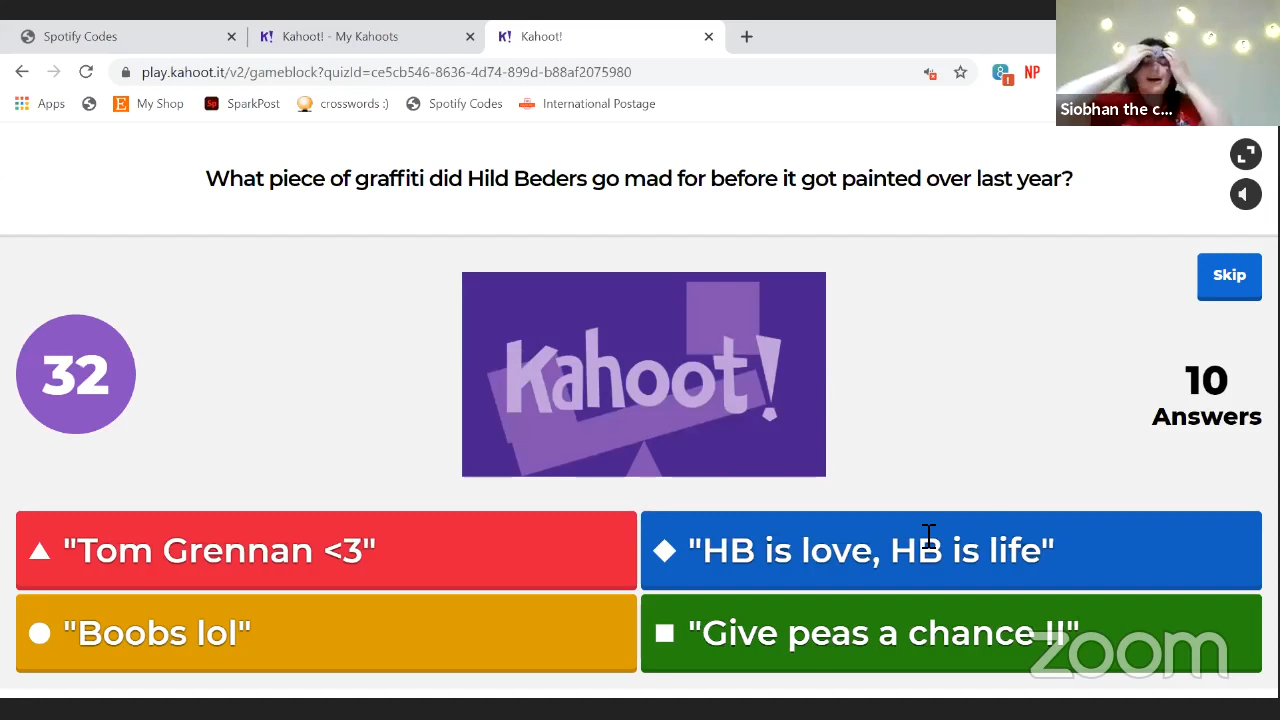 Spotify Codes
K! Kahoot! - My Kahoots
K! Kahoot!
play.kahoot.it/v2/gameblock?quizId=ce5cb546-8636-4d74-899d-b88af2075980
8
NP
Apps
My Shop
Sp SparkPost
crosswords :)
Spotify Codes
International Postage
Siobhan the c...
What piece of graffiti did Hild Beders go mad for before it got painted over last year?
Skip
32
Kahoot!
10
Answers
"Tom Grennan <3"
"HB is love, HB is life"
"Boobs lol"
"Give peas a chance II"
zoom